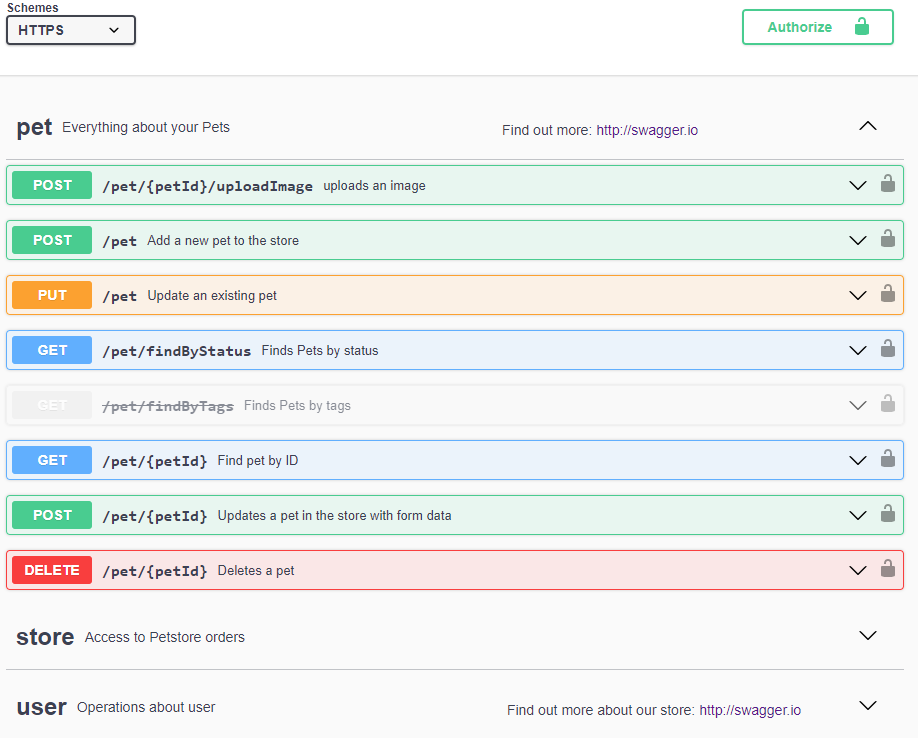 Schemes
HTTPS
Authorize
pet Everything about your Pets Find out more: http://swagger.io
POST /pet/{petId}/uploadImage uploads an image
POST /pet Add a new pet to the store
PUT /pet Update an existing pet
GET /pet/findByStatus Finds Pets by status
GET /pet/findByTags Finds Pets by tags
GET /pet/{petId} Find pet by ID
POST /pet/{petId} Updates a pet in the store with form data
DELETE /pet/{petId} Deletes a pet
store Access to Petstore orders
user Operations about user Find out more about our store: http://swagger.io